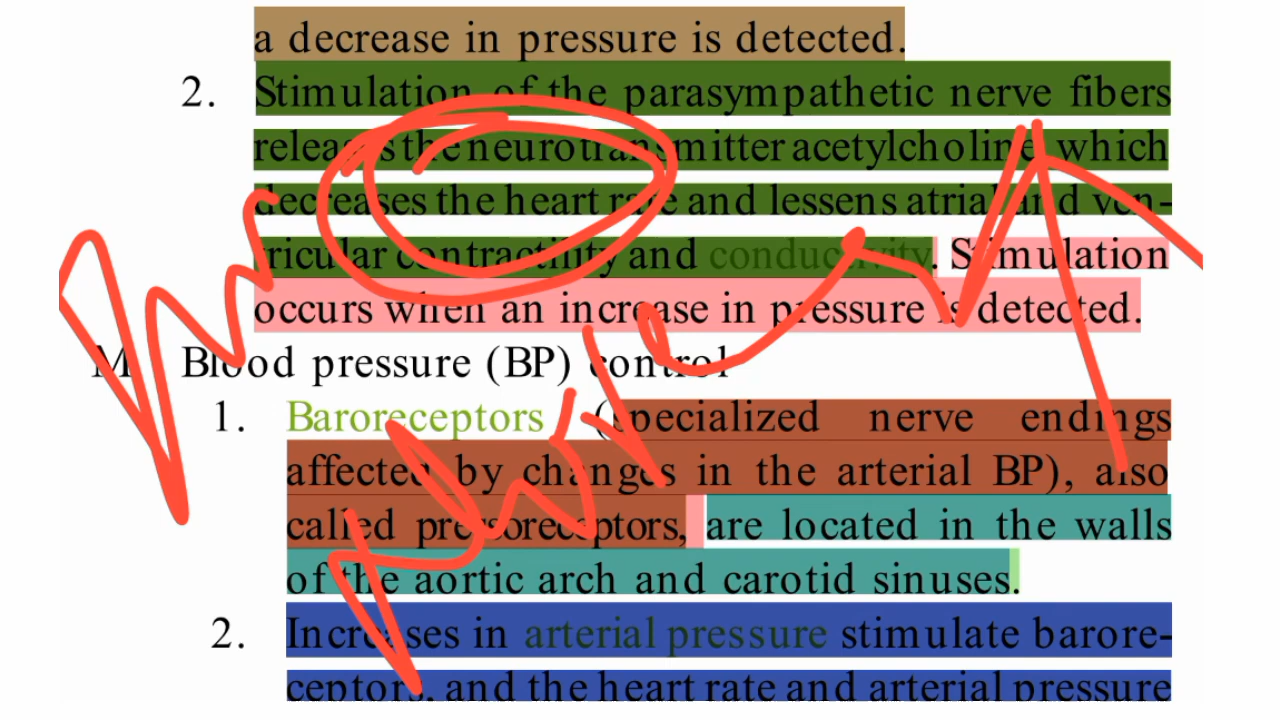 a decrease in pressure is detected.
2. Stimulation of the parasympathetic nerve fibers
releases the neurotransmitter acetylcholine, which
decreases the heart rate and lessens atrial and ven-
tricular contractility and conductivity. Stimulation
occurs when an increase in pressure is detected.
M. Blood pressure (BP) control
1. Baroreceptors (specialized nerve endings
affected by changes in the arterial BP), also
called pressoreceptors, are located in the walls
of the aortic arch and carotid sinuses.
2. Increases in arterial pressure stimulate barore-
ceptors, and the heart rate and arterial pressure